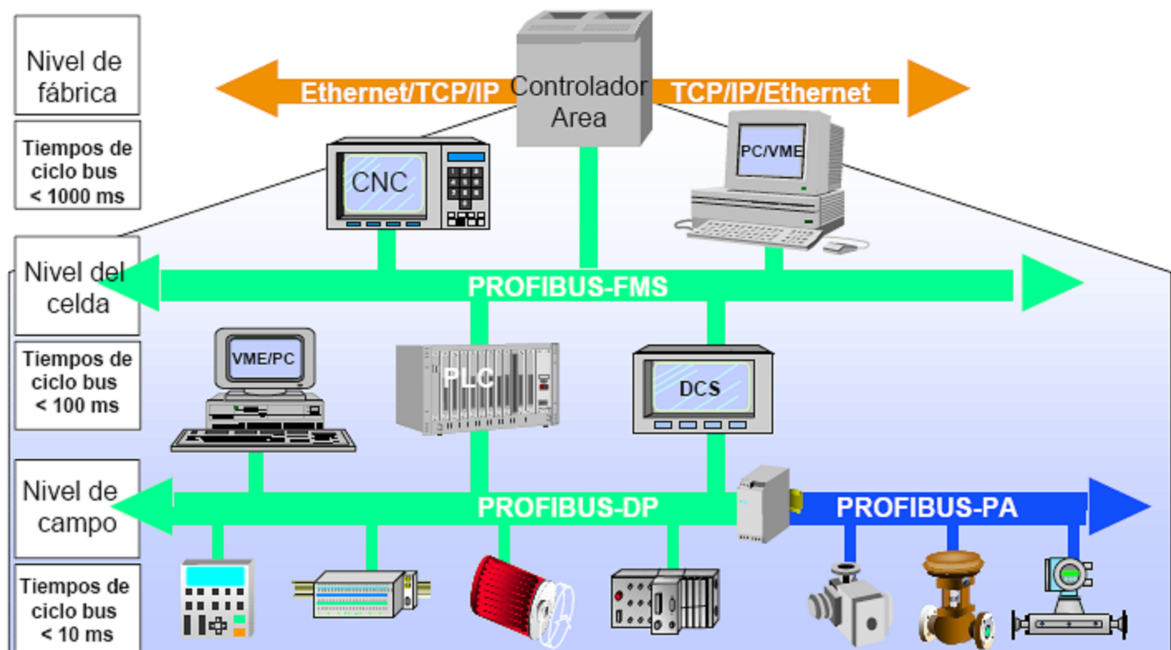 Nivel de
fábrica
Ethernet/TCP/IP
Controlador
Area
TCP/IP/Ethernet
Tiempos de
ciclo bus
< 1000 ms
CNC
PC/VME
Nivel del
celda
PROFIBUS-FMS
Tiempos de
ciclo bus
< 100 ms
VME/PC
PLC
DCS
Nivel de
campo
PROFIBUS-DP
PROFIBUS-PA
Tiempos de
ciclo bus
< 10 ms